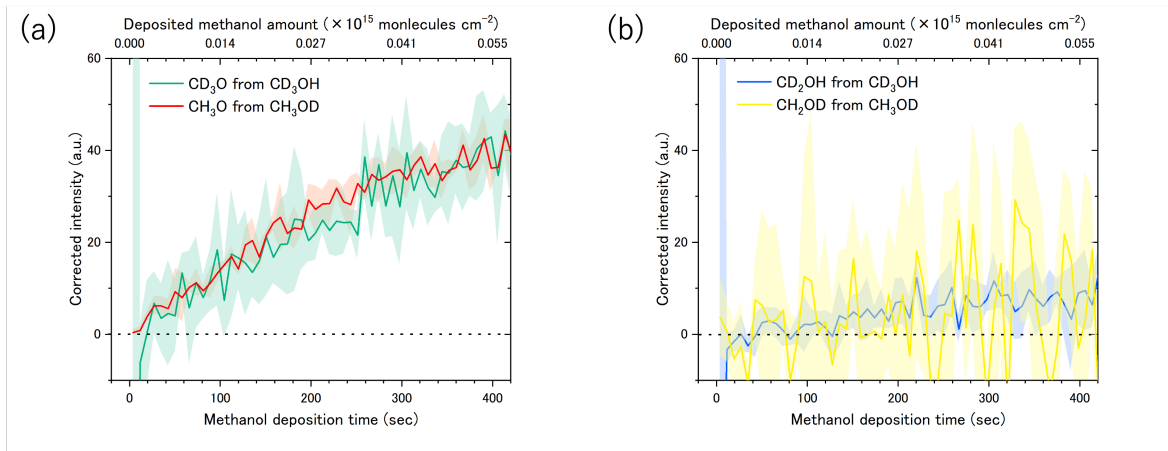 (a)
Deposited methanol amount (×10¹⁵ monlecules cm⁻²)
0.000 0.014 0.027 0.041 0.055
60
40
20
0
Corrected intensity (a.u.)
CD₃O from CD₃OH
CH₃O from CH₃OD
0 100 200 300 400
Methanol deposition time (sec)
(b)
Deposited methanol amount (×10¹⁵ monlecules cm⁻²)
0.000 0.014 0.027 0.041 0.055
60
40
20
0
Corrected intensity (a.u.)
CD₂OH from CD₃OH
CH₂OD from CH₃OD
0 100 200 300 400
Methanol deposition time (sec)